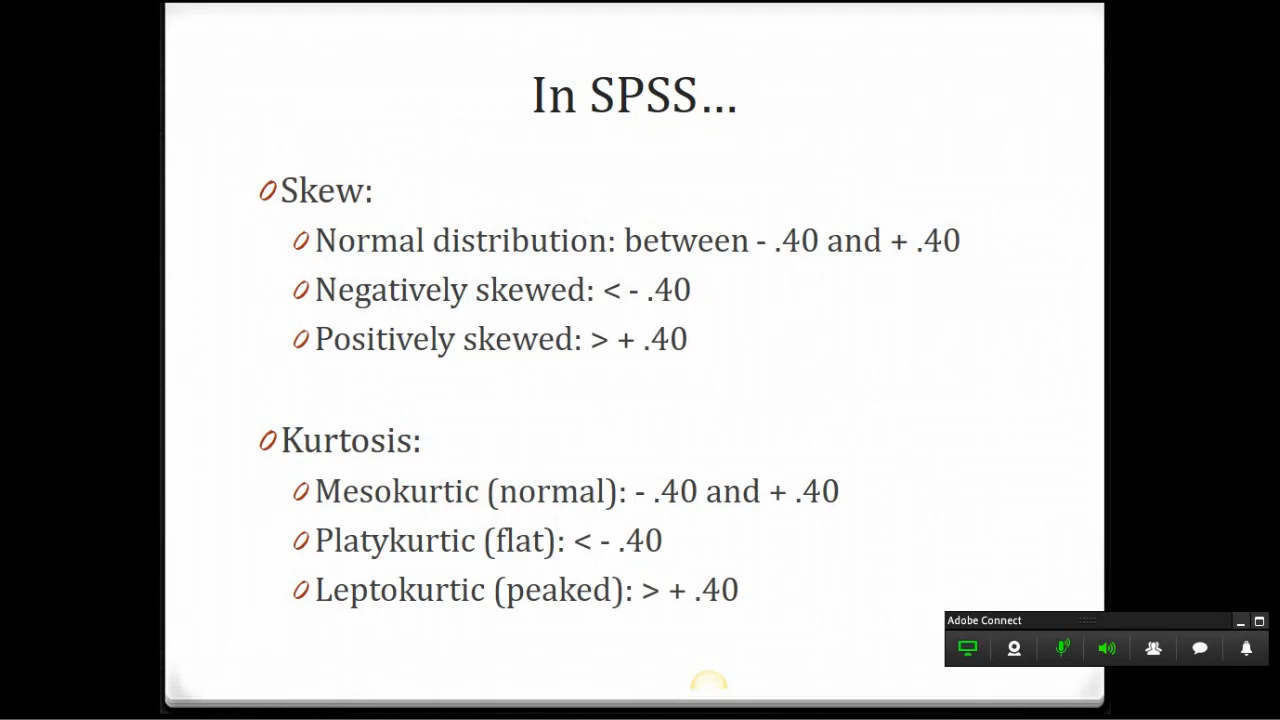 In SPSS…
Skew:
Normal distribution: between - .40 and + .40
Negatively skewed: < - .40
Positively skewed: > + .40
Kurtosis:
Mesokurtic (normal): - .40 and + .40
Platykurtic (flat): < - .40
Leptokurtic (peaked): > + .40
Adobe Connect